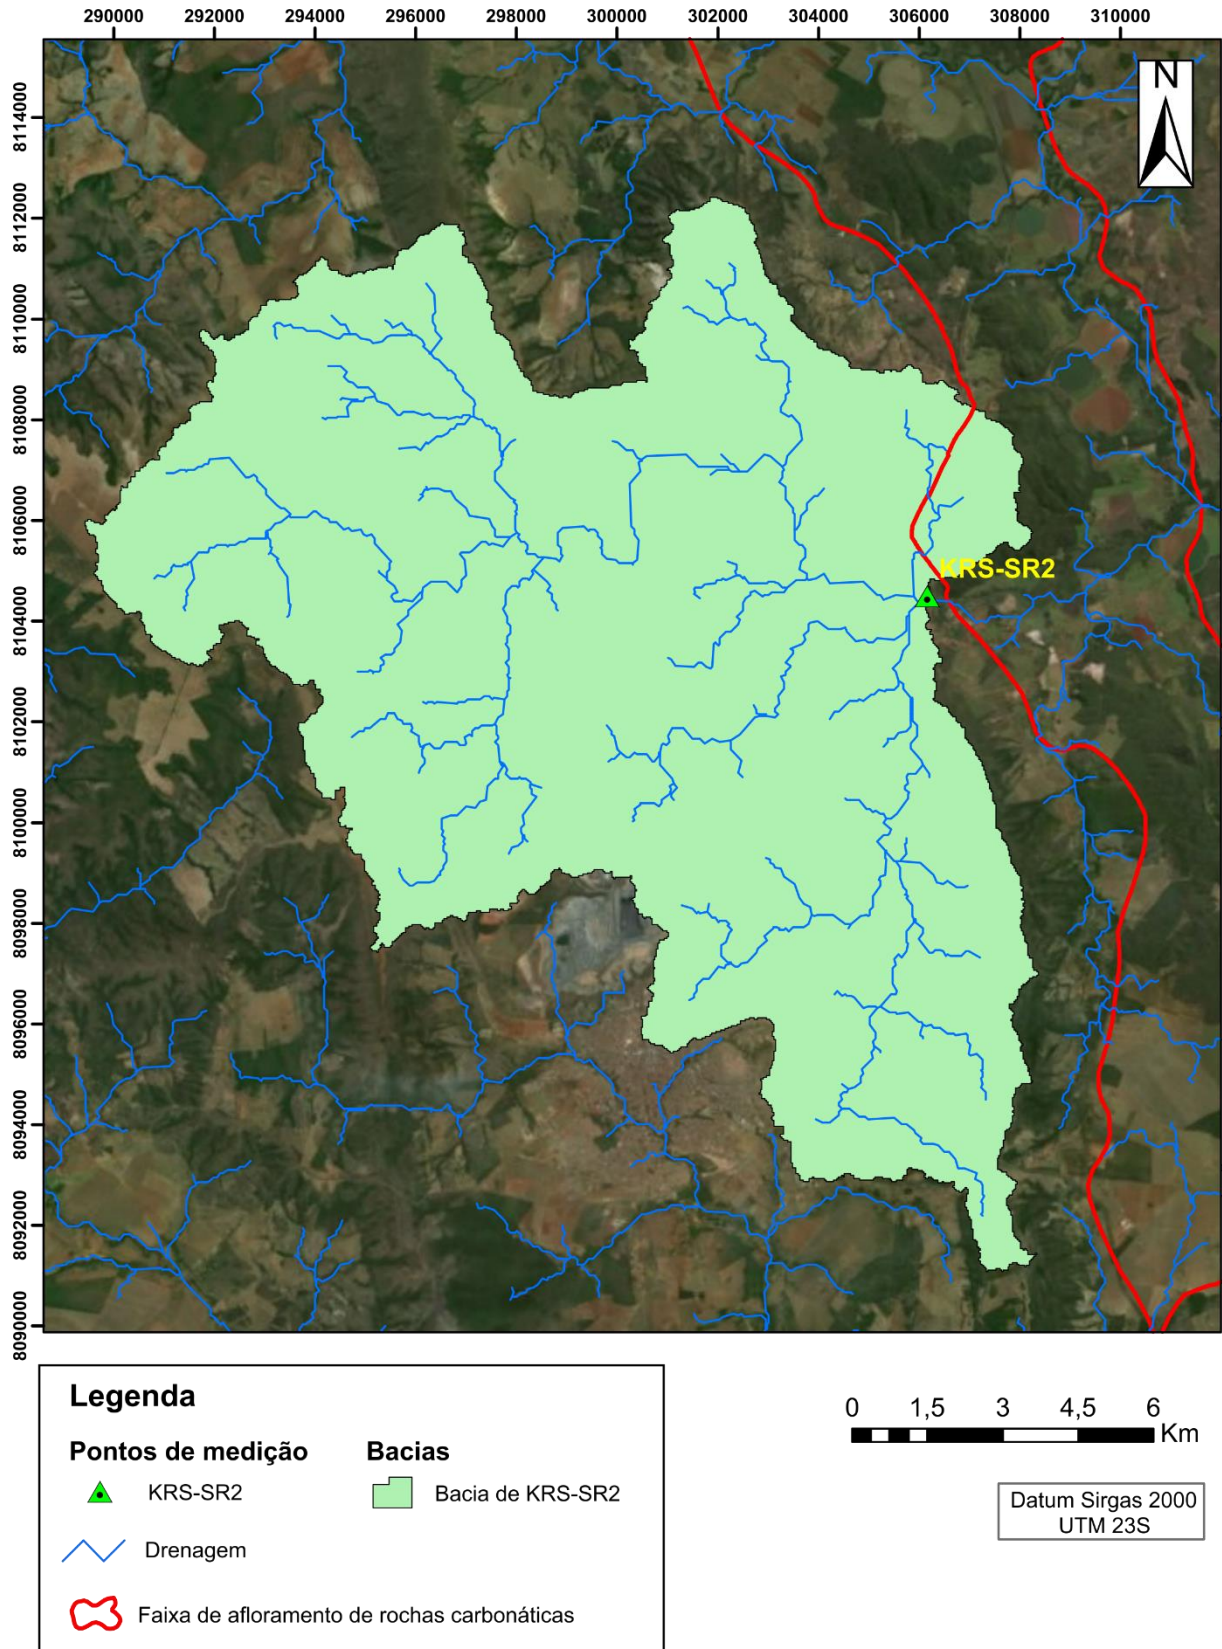 290000 292000 294000 296000 298000 300000 302000 304000 306000 308000 310000
8114000
8112000
8110000
8108000
8106000
8104000
8102000
8100000
8098000
8096000
8094000
8092000
8090000
N
KRS-SR2
Legenda
Pontos de medição
KRS-SR2
Drenagem
Faixa de afloramento de rochas carbonáticas
Bacias
Bacia de KRS-SR2
0 1,5 3 4,5 6
Km
Datum Sirgas 2000
UTM 23S